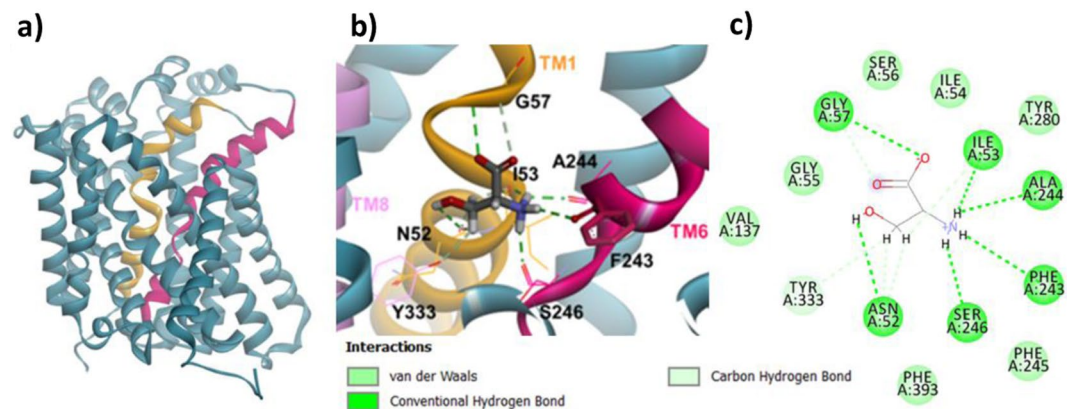 a)
b)
c)
TM1
G57
I53
A244
TM8
TM6
N52
F243
Y333
S246
SER
A:56
ILE
A:54
GLY
A:57
TYR
A:280
ILE
A:53
GLY
A:55
ALA
A:244
VAL
A:137
TYR
A:333
PHE
A:243
ASN
A:52
SER
A:246
PHE
A:245
PHE
A:393
O
O
HO
H
H
H
H
H
N
Interactions
van der Waals
Conventional Hydrogen Bond
Carbon Hydrogen Bond